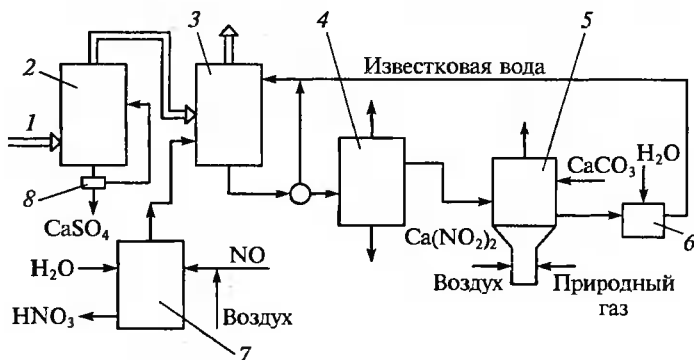 3
4
5
2
Известковая вода
1
CaCO₃
H₂O
8
CaSO₄
Ca(NO₂)₂
6
H₂O
NO
Воздух
Природный
газ
HNO₃
Воздух
7